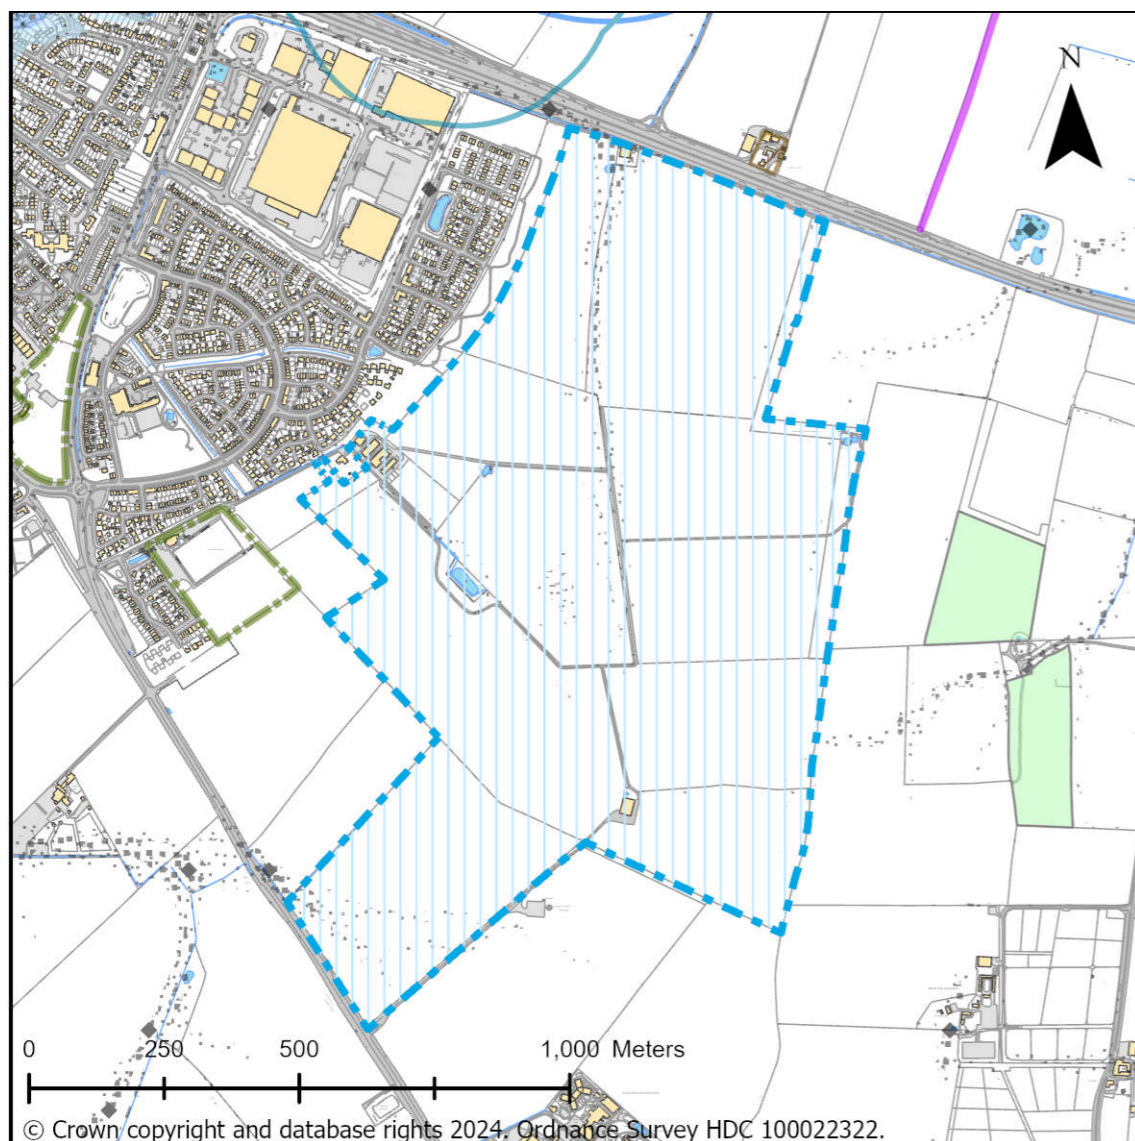 N
0 250 500 1,000 Meters
© Crown copyright and database rights 2024. Ordnance Survey HDC 100022322.